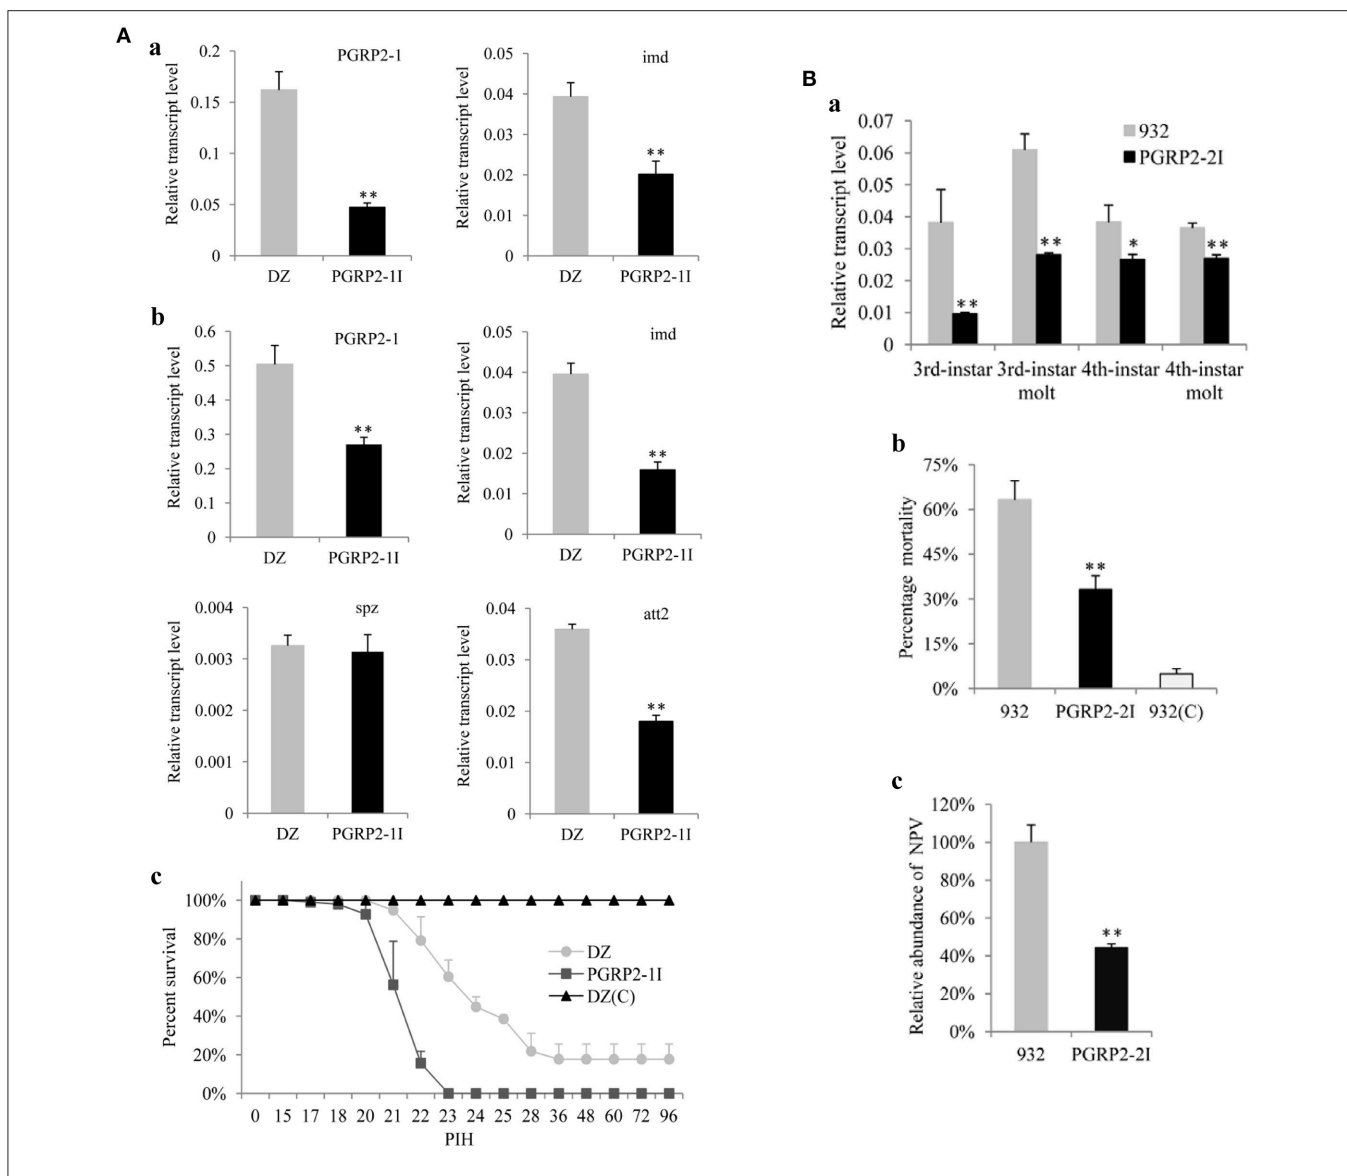 A
a
PGRP2-1
Relative transcript level
0.2
0.15
0.1
0.05
0
**
DZ PGRP2-1I
imd
Relative transcript level
0.05
0.04
0.03
0.02
0.01
0
**
DZ PGRP2-1I
b
PGRP2-1
Relative transcript level
0.6
0.5
0.4
0.3
0.2
0.1
0
**
DZ PGRP2-1I
imd
Relative transcript level
0.05
0.04
0.03
0.02
0.01
0
**
DZ PGRP2-1I
spz
Relative transcript level
0.004
0.003
0.002
0.001
0
DZ PGRP2-1I
att2
Relative transcript level
0.04
0.03
0.02
0.01
0
**
DZ PGRP2-1I
c
Percent survival
100%
80%
60%
40%
20%
0%
DZ
PGRP2-1I
DZ(C)
0 15 17 18 20 21 22 23 24 25 28 36 48 60 72 96
PIH
B
a
Relative transcript level
0.07
0.06
0.05
0.04
0.03
0.02
0.01
0
932
PGRP2-2I
** ** * **
3rd-instar 3rd-instar 4th-instar 4th-instar
molt molt
b
Percentage mortality
75%
60%
45%
30%
15%
0%
**
932 PGRP2-2I 932(C)
c
Relative abundance of NPV
120%
100%
80%
60%
40%
20%
0%
**
932 PGRP2-2I